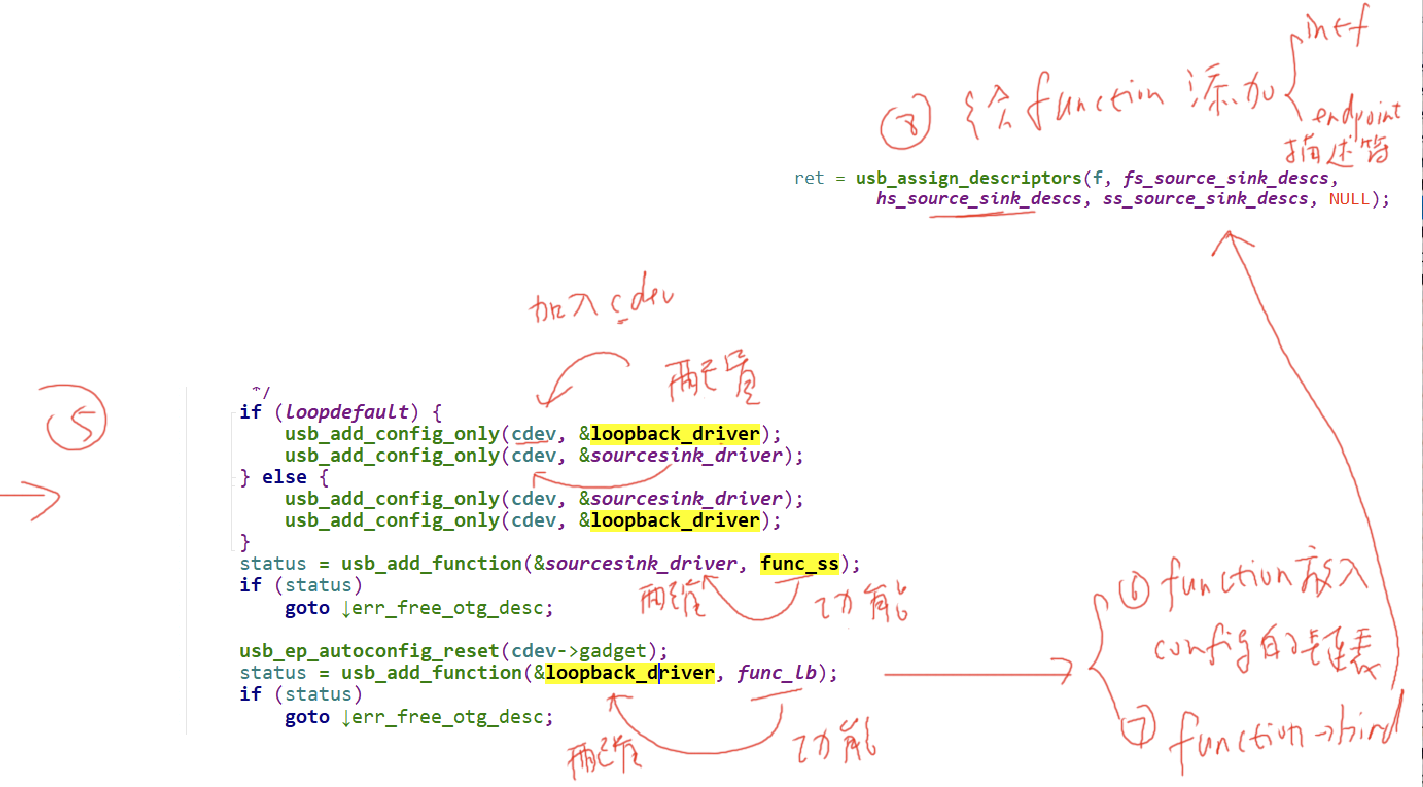 intf
⑧ 给function 添加
endpoint
描述符
ret = usb_assign_descriptors(f, fs_source_sink_descs,
hs_source_sink_descs, ss_source_sink_descs, NULL);
加入cdev
配置
⑤
*/
if (loopdefault) {
usb_add_config_only(cdev, &loopback_driver);
usb_add_config_only(cdev, &sourcesink_driver);
} else {
usb_add_config_only(cdev, &sourcesink_driver);
usb_add_config_only(cdev, &loopback_driver);
}
status = usb_add_function(&sourcesink_driver, func_ss);
if (status)
配置 功能
goto ↓err_free_otg_desc;
⑥ function放入
config的链表
usb_ep_autoconfig_reset(cdev->gadget);
status = usb_add_function(&loopback_driver, func_lb);
if (status)
goto ↓err_free_otg_desc;
⑦ function→bind
配置 功能